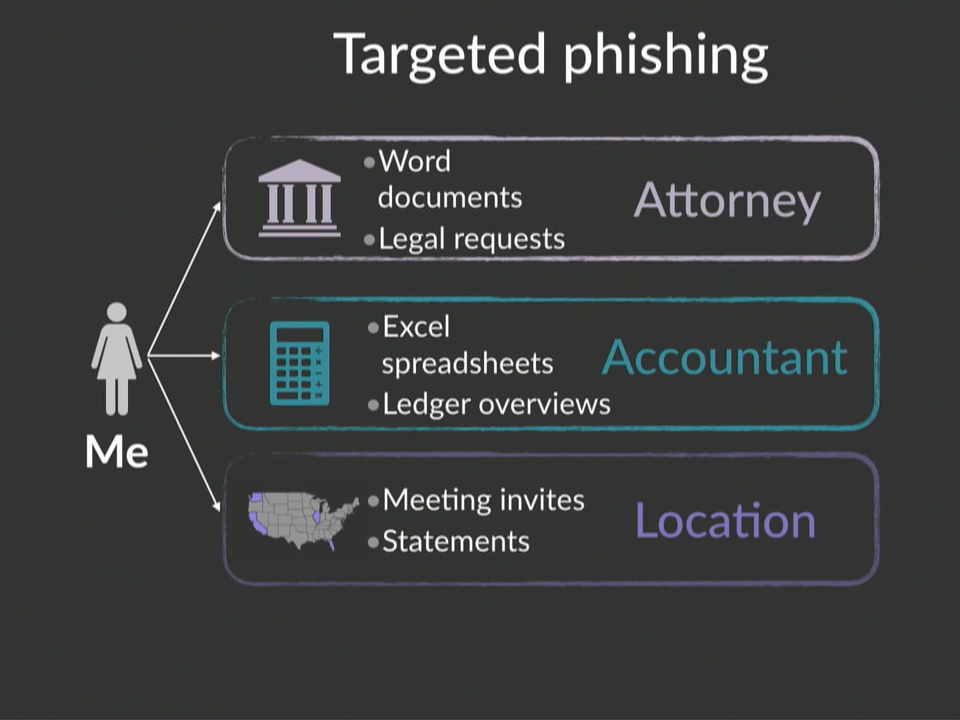 Targeted phishing
•Word
documents
•Legal requests
Attorney
•Excel
spreadsheets
•Ledger overviews
Accountant
Me
•Meeting invites
•Statements
Location